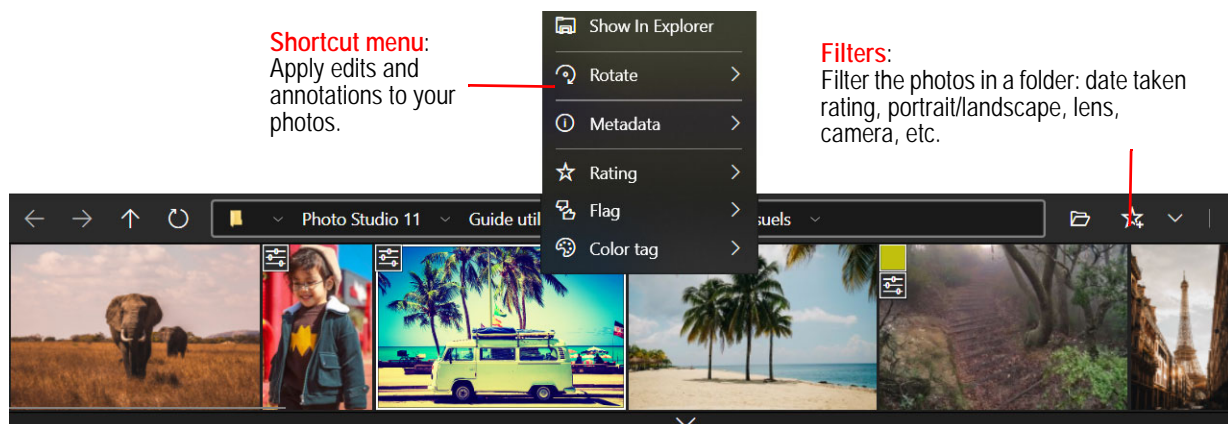 Show In Explorer
Shortcut menu:
Apply edits and
annotations to your
photos.
Rotate
Metadata
Rating
Flag
Color tag
Filters:
Filter the photos in a folder: date taken
rating, portrait/landscape, lens,
camera, etc.
Photo Studio 11 Guide util suels